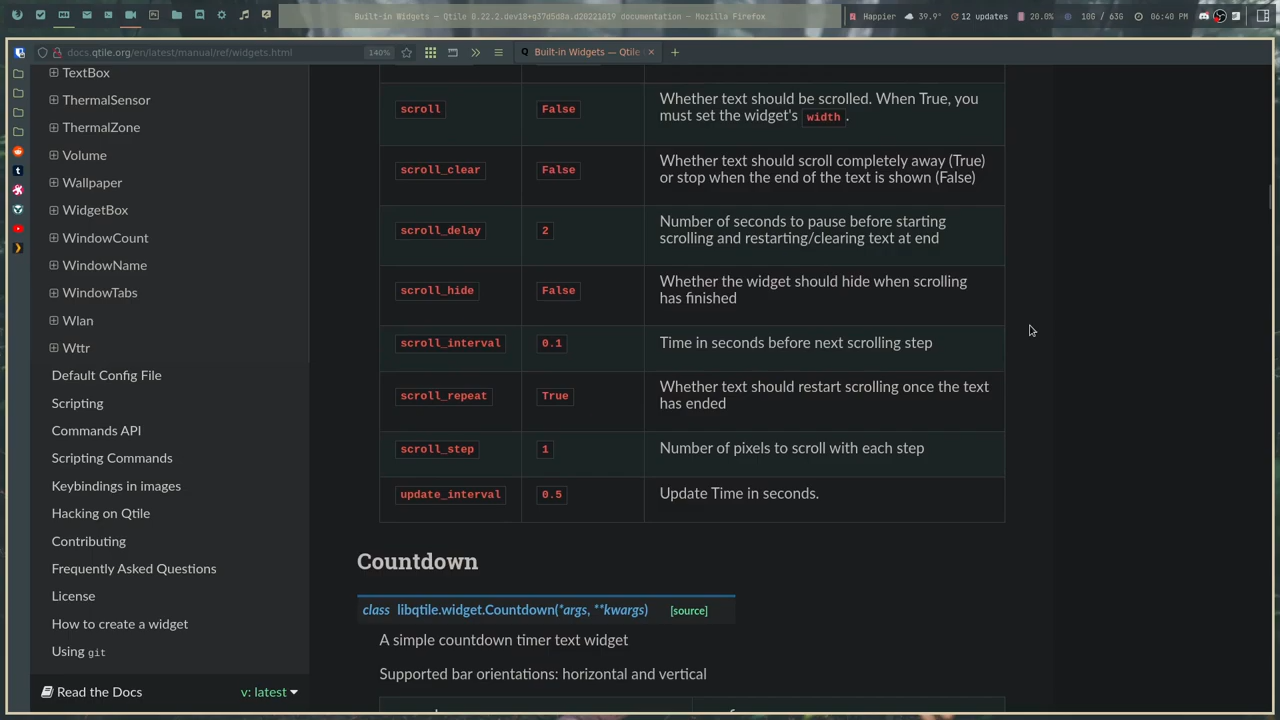 Built-in Widgets — Qtile 0.22.2.dev18+g37d5d8a.d20221019 documentation — Mozilla Firefox
Happier
39.9°
12 updates
20.0%
10G / 63G
06:40 PM
docs.qtile.org/en/latest/manual/ref/widgets.html
140%
Built-in Widgets — Qtile
TextBox
ThermalSensor
ThermalZone
Volume
Wallpaper
WidgetBox
WindowCount
WindowName
WindowTabs
Wlan
Wttr
Default Config File
Scripting
Commands API
Scripting Commands
Keybindings in images
Hacking on Qtile
Contributing
Frequently Asked Questions
License
How to create a widget
Using git
Read the Docs
v: latest
scroll False Whether text should be scrolled. When True, you
must set the widget's width.
scroll_clear False Whether text should scroll completely away (True)
or stop when the end of the text is shown (False)
scroll_delay 2 Number of seconds to pause before starting
scrolling and restarting/clearing text at end
scroll_hide False Whether the widget should hide when scrolling
has finished
scroll_interval 0.1 Time in seconds before next scrolling step
scroll_repeat True Whether text should restart scrolling once the text
has ended
scroll_step 1 Number of pixels to scroll with each step
update_interval 0.5 Update Time in seconds.
Countdown
class libqtile.widget.Countdown(*args, **kwargs) [source]
A simple countdown timer text widget
Supported bar orientations: horizontal and vertical